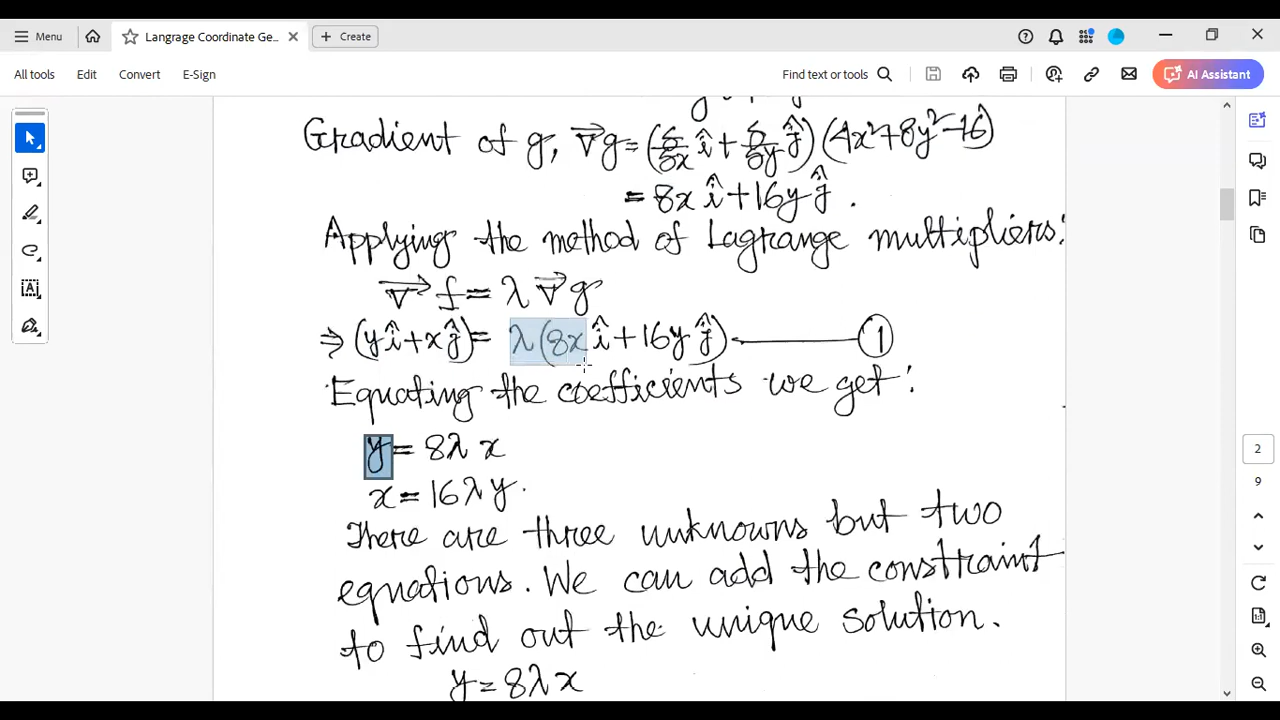 Menu
Langrage Coordinate Ge...
Create
All tools
Edit
Convert
E-Sign
Find text or tools
AI Assistant
Gradient of g, ∇g = (δ/δx î + δ/δy ĵ) (4x²+8y²-16)
= 8x î + 16y ĵ .
Applying the method of Lagrange multipliers:
∇f = λ∇g
⇒ (yî + xĵ) = λ(8x î + 16y ĵ) ——— ①
Equating the coefficients we get:
y = 8λ x
x = 16λ y.
There are three unknowns but two
equations. We can add the constraint
to find out the unique solution.
y = 8λx
2
9